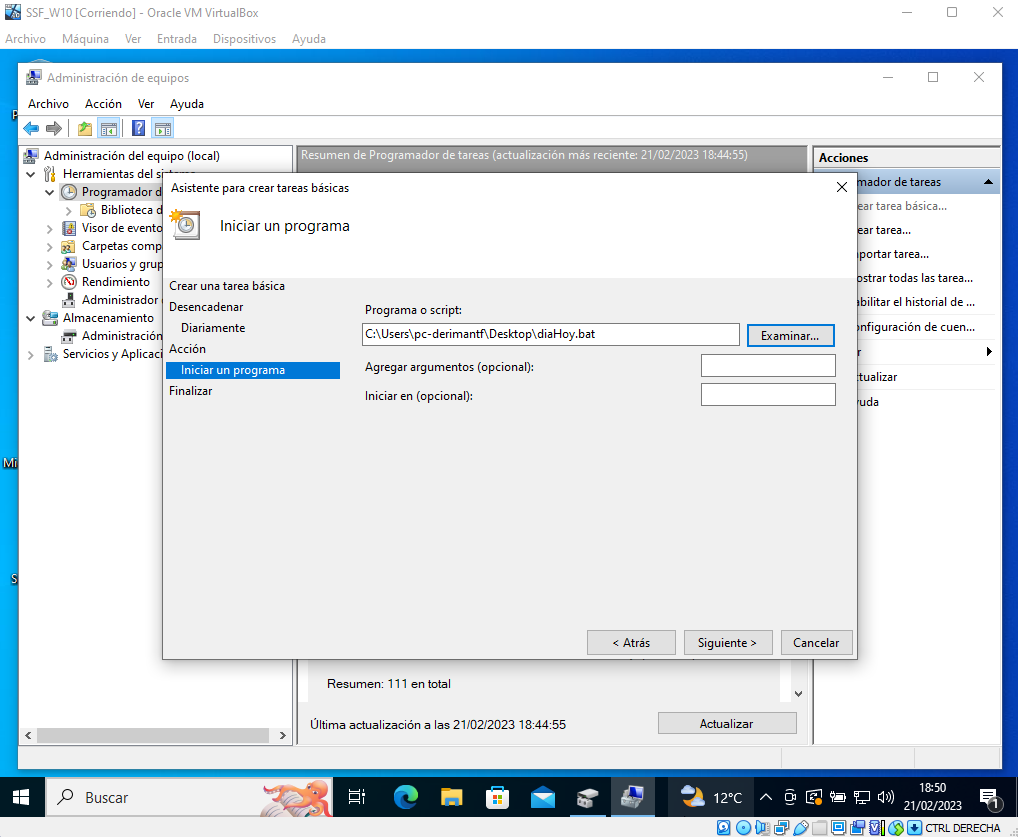 SSF_W10 [Corriendo] - Oracle VM VirtualBox
Archivo Máquina Ver Entrada Dispositivos Ayuda
Administración de equipos
Archivo Acción Ver Ayuda
Administración del equipo (local)
Herramientas del sistema
Programador d
Biblioteca d
Visor de evento
Carpetas comp
Usuarios y grup
Rendimiento
Administrador
Almacenamiento
Administración
Servicios y Aplicaci
Resumen de Programador de tareas (actualización más reciente: 21/02/2023 18:44:55)
Acciones
mador de tareas
ear tarea básica...
ear tarea...
portar tarea...
ostrar todas las tarea...
abilitar el historial de ...
onfiguración de cuen...
r
tualizar
yuda
Asistente para crear tareas básicas
Iniciar un programa
Crear una tarea básica
Desencadenar
Diariamente
Acción
Iniciar un programa
Finalizar
Programa o script:
C:\Users\pc-derimantf\Desktop\diaHoy.bat
Examinar...
Agregar argumentos (opcional):
Iniciar en (opcional):
< Atrás
Siguiente >
Cancelar
Resumen: 111 en total
Última actualización a las 21/02/2023 18:44:55
Actualizar
Mi
S
Buscar
12°C
18:50
21/02/2023
1
CTRL DERECHA